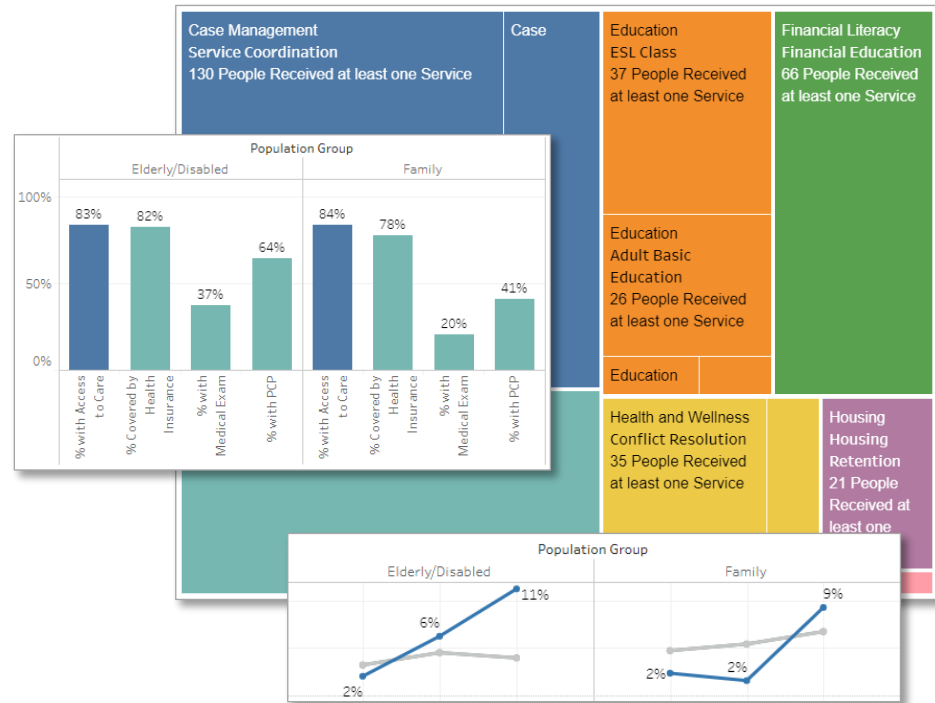 Case Management
Service Coordination
130 People Received at least one Service
Case
Education
ESL Class
37 People Received
at least one Service
Financial Literacy
Financial Education
66 People Received
at least one Service
Education
Adult Basic
Education
26 People Received
at least one Service
Education
Health and Wellness
Conflict Resolution
35 People Received
at least one Service
Housing
Housing
Retention
21 People
Received at
least one
Population Group
Elderly/Disabled
Family
100%
50%
0%
83%
82%
37%
64%
84%
78%
20%
41%
% with Access
to Care
% Covered by
Health
Insurance
% with
Medical Exam
% with PCP
% with Access
to Care
% Covered by
Health
Insurance
% with
Medical Exam
% with PCP
Population Group
Elderly/Disabled
Family
2%
6%
11%
2%
2%
9%